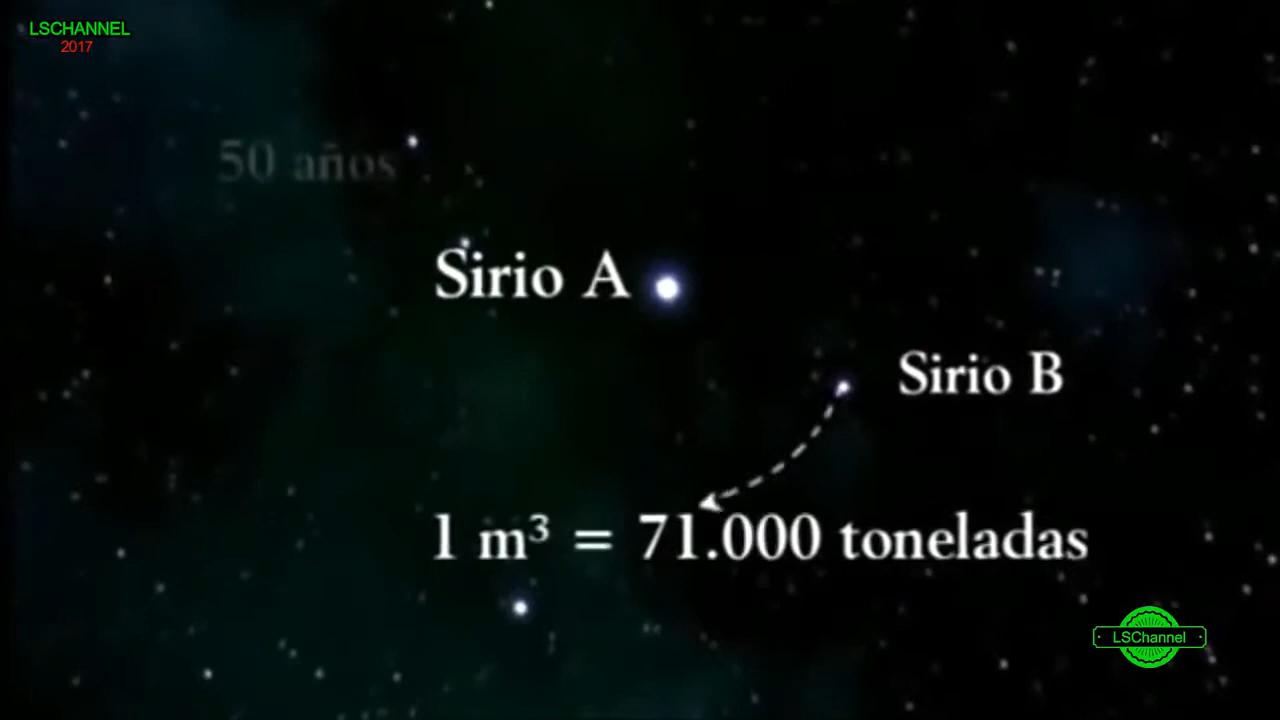 LSCHANNEL
2017
50 años
Sirio A
Sirio B
1 m³ = 71.000 toneladas
LSChannel